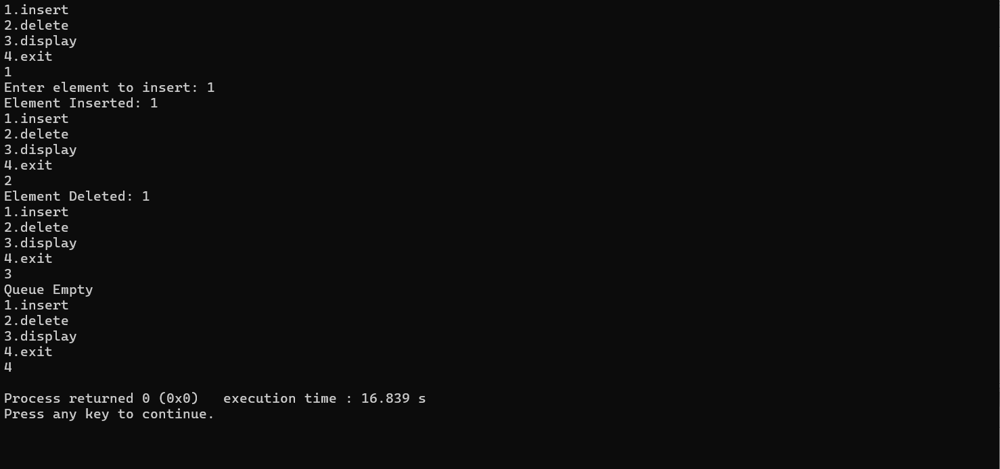 1.insert
2.delete
3.display
4.exit
1
Enter element to insert: 1
Element Inserted: 1
1.insert
2.delete
3.display
4.exit
2
Element Deleted: 1
1.insert
2.delete
3.display
4.exit
3
Queue Empty
1.insert
2.delete
3.display
4.exit
4
Process returned 0 (0x0)   execution time : 16.839 s
Press any key to continue.